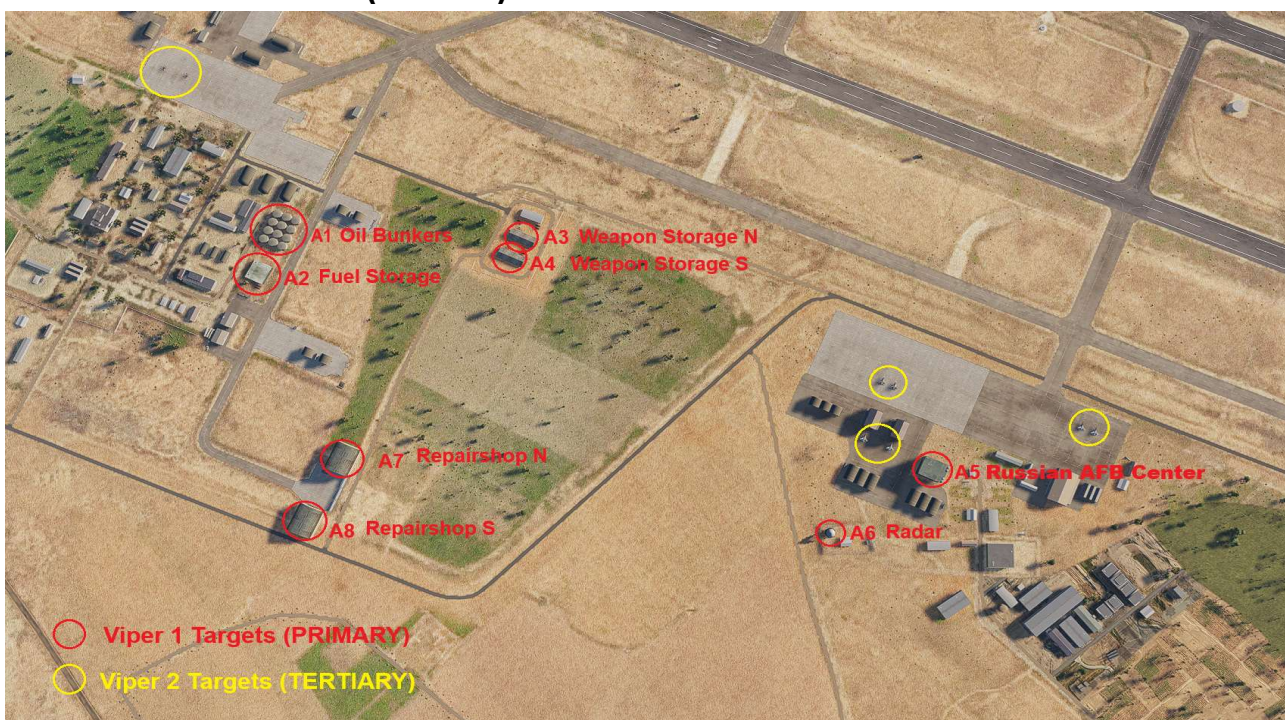 A1 Oil Bunkers
A2 Fuel Storage
A3 Weapon Storage N
A4 Weapon Storage S
A7 Repairshop N
A5 Russian AFB Center
A8 Repairshop S
A6 Radar
Viper 1 Targets (PRIMARY)
Viper 2 Targets (TERTIARY)